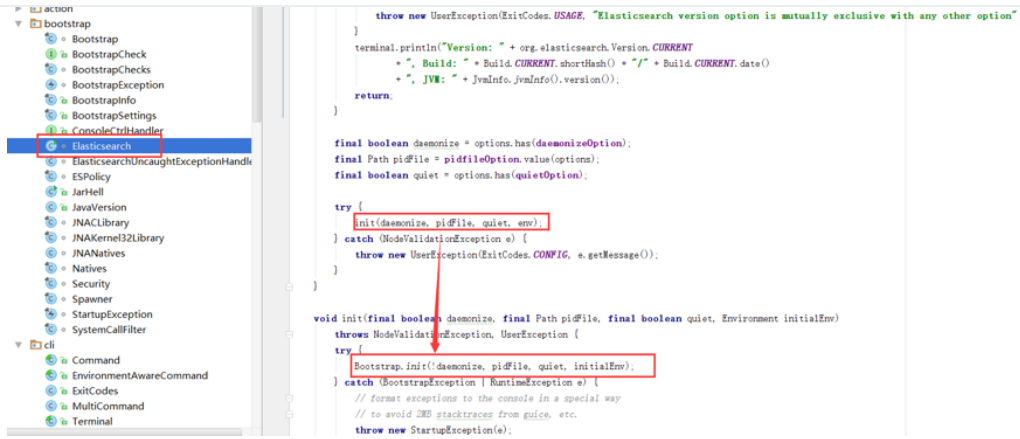 action
bootstrap
Bootstrap
BootstrapCheck
BootstrapChecks
BootstrapException
BootstrapInfo
BootstrapSettings
ConsoleCtrlHandler
Elasticsearch
ElasticsearchUncaughtExceptionHandle
ESPolicy
JarHell
JavaVersion
JNACLibrary
JNAKernel32Library
JNANatives
Natives
Security
Spawner
StartupException
SystemCallFilter
cli
Command
EnvironmentAwareCommand
ExitCodes
MultiCommand
Terminal
throw new UserException(ExitCodes.USAGE, "Elasticsearch version option is mutually exclusive with any other option"
}
terminal.println("Version: " + org.elasticsearch.Version.CURRENT
+ ", Build: " + Build.CURRENT.shortHash() + "/" + Build.CURRENT.date()
+ ", JVM: " + JvmInfo.jvmInfo().version());
return;
}
final boolean daemonize = options.has(daemonizeOption);
final Path pidFile = pidfileOption.value(options);
final boolean quiet = options.has(quietOption);
try {
init(daemonize, pidFile, quiet, env);
} catch (NodeValidationException e) {
throw new UserException(ExitCodes.CONFIG, e.getMessage());
}
}
void init(final boolean daemonize, final Path pidFile, final boolean quiet, Environment initialEnv)
throws NodeValidationException, UserException {
try {
Bootstrap.init(!daemonize, pidFile, quiet, initialEnv);
} catch (BootstrapException | RuntimeException e) {
// format exceptions to the console in a special way
// to avoid 2MB stacktraces from guice, etc.
throw new StartupException(e);